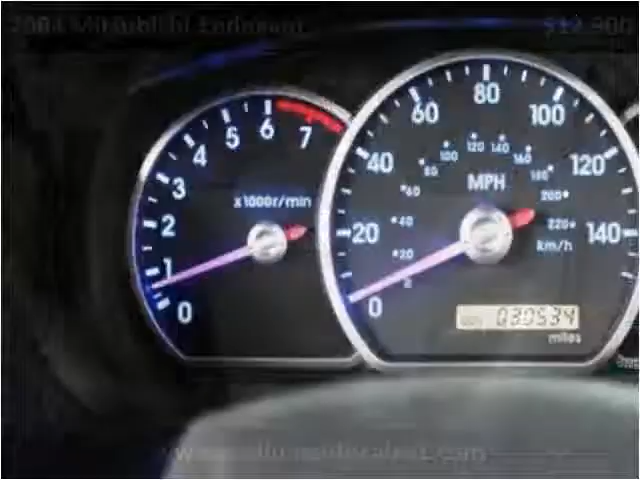 2004 Mitsubishi Endeavor $12,900
60 80 100
40 120
20 140
0
MPH
20 40 60 80 100 120 140 160 180 200 220
km/h
030534
miles
0 1 2 3 4 5 6 7
x1000r/min